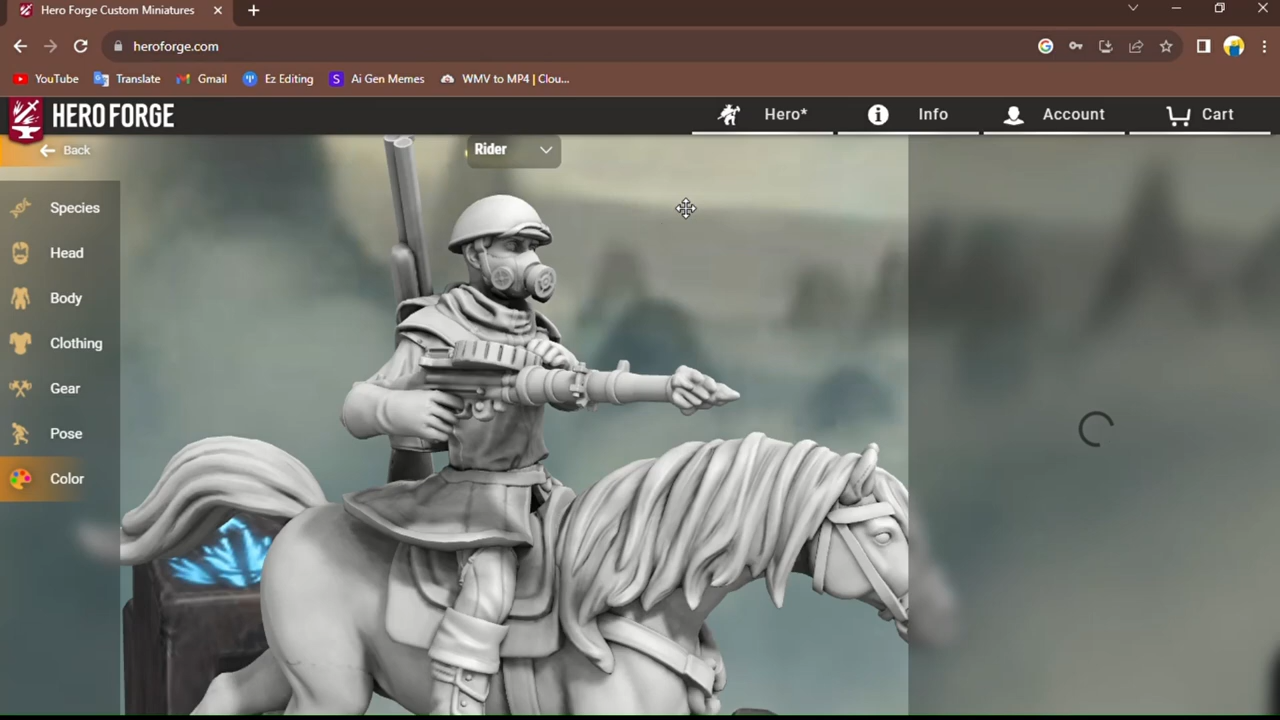 Hero Forge Custom Miniatures
heroforge.com
YouTube Translate Gmail Ez Editing Ai Gen Memes WMV to MP4 | Clou...
HERO FORGE Hero* Info Account Cart
Back Rider
Species
Head
Body
Clothing
Gear
Pose
Color